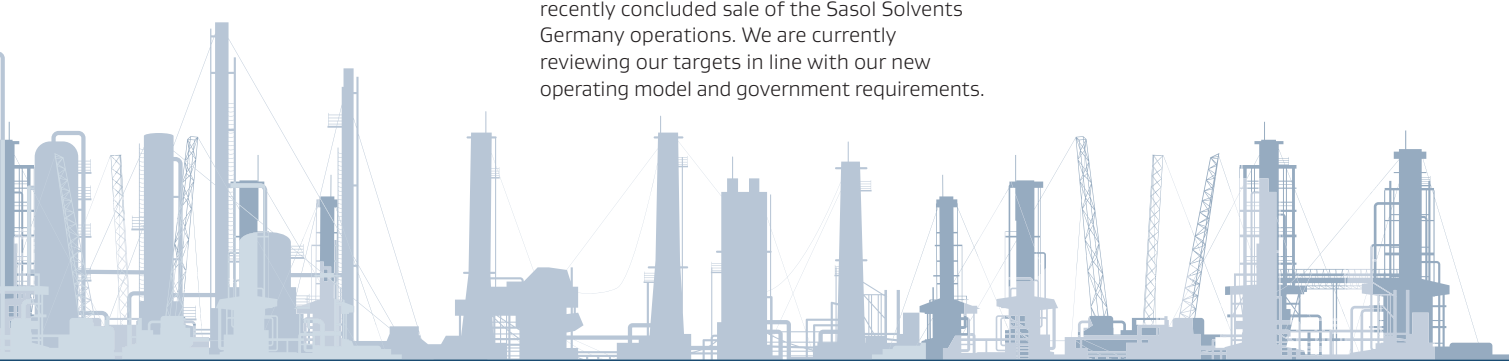 recently concluded sale of the Sasol Solvents
Germany operations. We are currently
reviewing our targets in line with our new
operating model and government requirements.